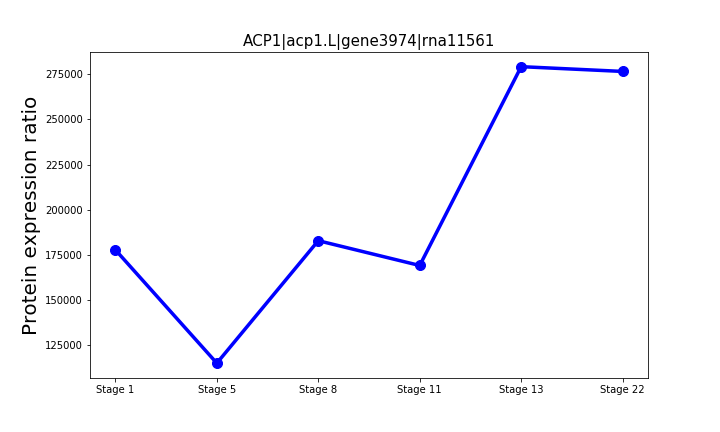 ACP1|acp1.L|gene3974|rna11561
Protein expression ratio
275000
250000
225000
200000
175000
150000
125000
Stage 1
Stage 5
Stage 8
Stage 11
Stage 13
Stage 22